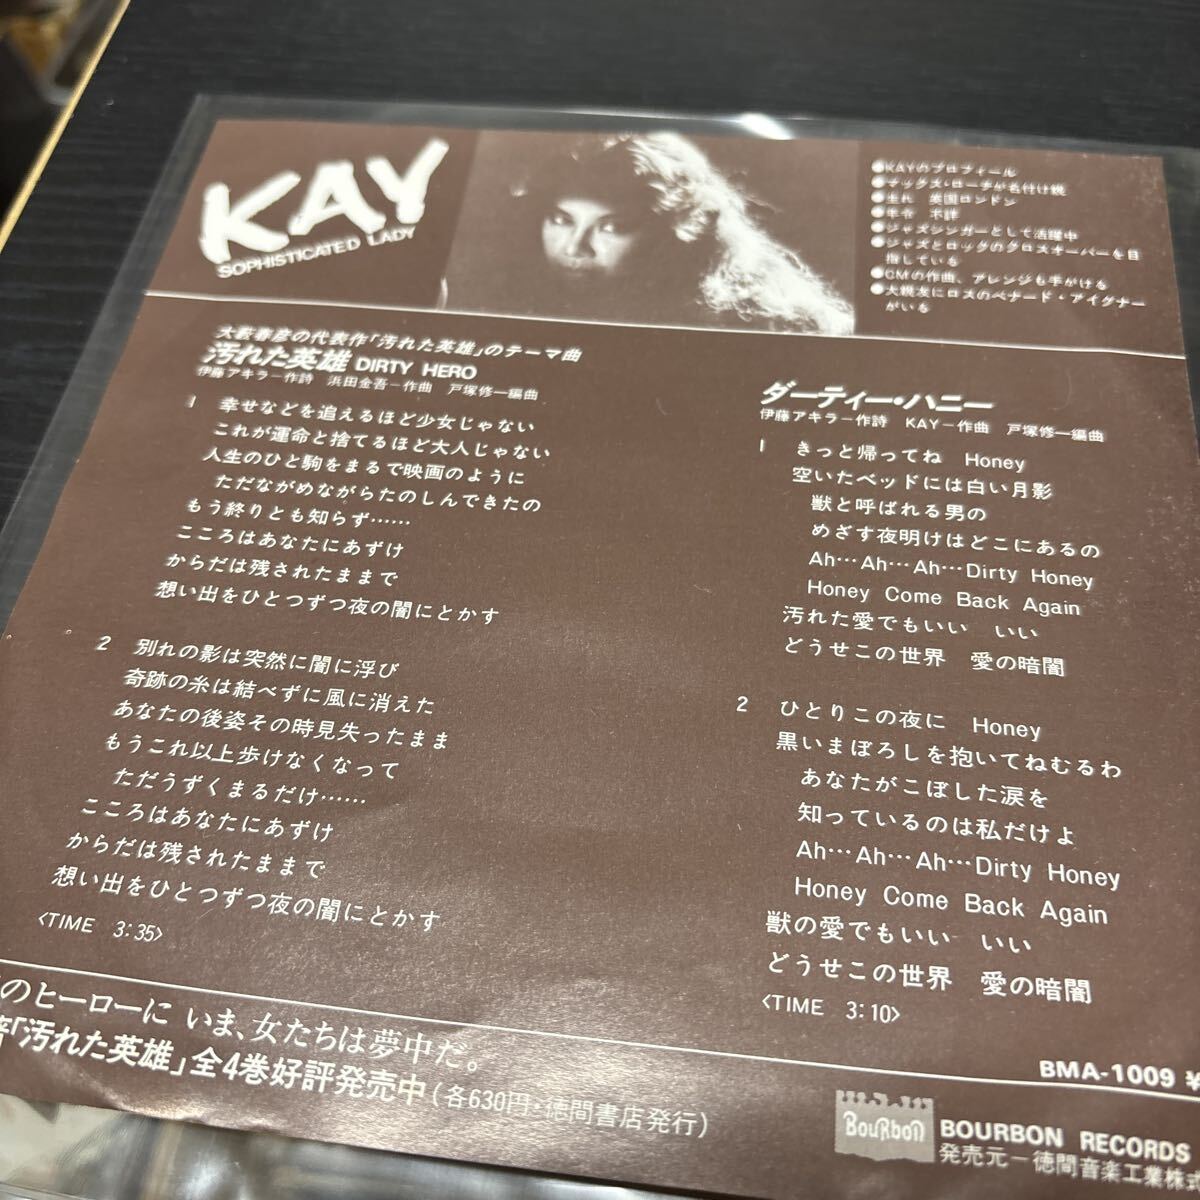 KAY
SOPHISTICATED LADY
●KAYのプロフィール
●マックス・ローチが名付け親
●生れ 英国ロンドン
●年令 不詳
●ジャズシンガーとして活躍中
●ジャズとロックのクロスオーバーを目
指している
●CMの作曲、アレンジも手がける
●大親友にロスのベナード・アイグナー
がいる
大藪春彦の代表作「汚れた英雄」のテーマ曲
汚れた英雄 DIRTY HERO
伊藤アキラー作詩 浜田金吾ー作曲 戸塚修一編曲
1 幸せなどを追えるほど少女じゃない
これが運命と捨てるほど大人じゃない
人生のひと駒をまるで映画のように
ただながめながらたのしんできたの
もう終りとも知らず……
こころはあなたにあずけ
からだは残されたままで
想い出をひとつずつ夜の闇にとかす
2 別れの影は突然に闇に浮び
奇跡の糸は結べずに風に消えた
あなたの後姿その時見失ったまま
もうこれ以上歩けなくなって
ただうずくまるだけ……
こころはあなたにあずけ
からだは残されたままで
想い出をひとつずつ夜の闇にとかす
<TIME 3:35>
ダーティー・ハニー
伊藤アキラー作詩 KAYー作曲 戸塚修一編曲
1 きっと帰ってね Honey
空いたベッドには白い月影
獣と呼ばれる男の
めざす夜明けはどこにあるの
Ah…Ah…Ah…Dirty Honey
Honey Come Back Again
汚れた愛でもいい いい
どうせこの世界 愛の暗闇
2 ひとりこの夜に Honey
黒いまぼろしを抱いてねむるわ
あなたがこぼした涙を
知っているのは私だけよ
Ah…Ah…Ah…Dirty Honey
Honey Come Back Again
獣の愛でもいい いい
どうせこの世界 愛の暗闇
<TIME 3:10>
のヒーローに いま、女たちは夢中だ。
「汚れた英雄」全4巻好評発売中(各630円・徳間書店発行)
BMA-1009 ¥
BouRbon
BOURBON RECORDS
発売元ー徳間音楽工業株式